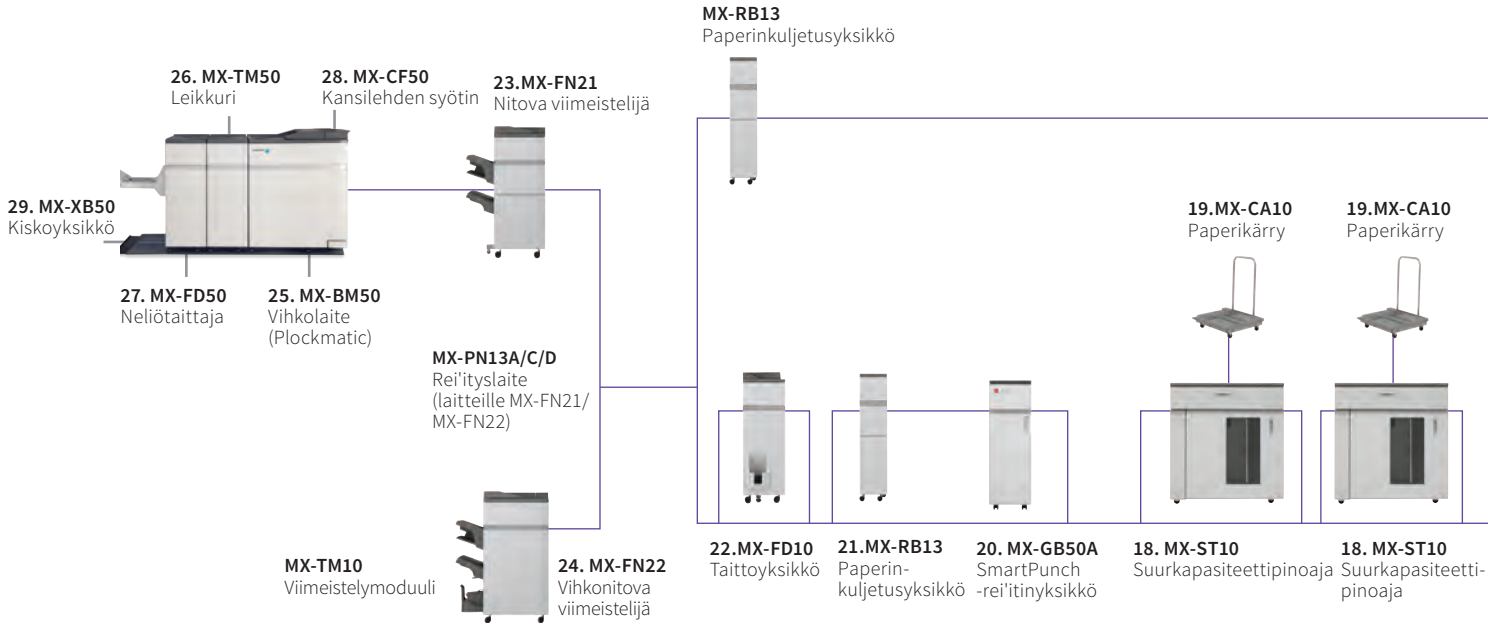 MX-RB13
Paperinkuljetusyksikkö
26. MX-TM50
Leikkuri
28. MX-CF50
Kansilehden syötin
23.MX-FN21
Nitova viimeistelijä
29. MX-XB50
Kiskoyksikkö
19.MX-CA10
Paperikärry
19.MX-CA10
Paperikärry
27. MX-FD50
Neliötaittaja
25. MX-BM50
Vihkolaite
(Plockmatic)
MX-PN13A/C/D
Rei'ityslaite
(laitteille MX-FN21/
MX-FN22)
MX-TM10
Viimeistelymoduuli
24. MX-FN22
Vihkonitova
viimeistelijä
22.MX-FD10
Taittoyksikkö
21.MX-RB13
Paperin-
kuljetusyksikkö
20. MX-GB50A
SmartPunch
-rei'itinyksikkö
18. MX-ST10
Suurkapasiteettipinoaja
18. MX-ST10
Suurkapasiteetti-
pinoaja